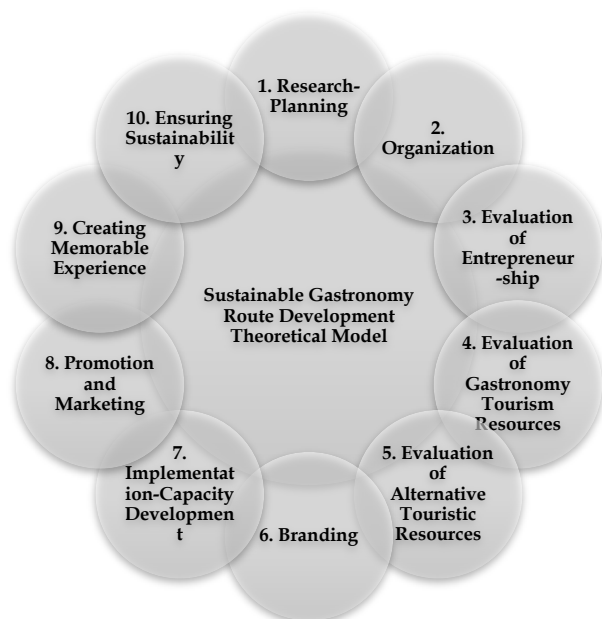 1. Research-
Planning
2.
Organization
3. Evaluation
of
Entrepreneur
-ship
4. Evaluation
of
Gastronomy
Tourism
Resources
5. Evaluation
of
Alternative
Touristic
Resources
6. Branding
7.
Implementat
ion-Capacity
Developmen
t
8. Promotion
and
Marketing
9. Creating
Memorable
Experience
10. Ensuring
Sustainabilit
y
Sustainable Gastronomy
Route Development
Theoretical Model